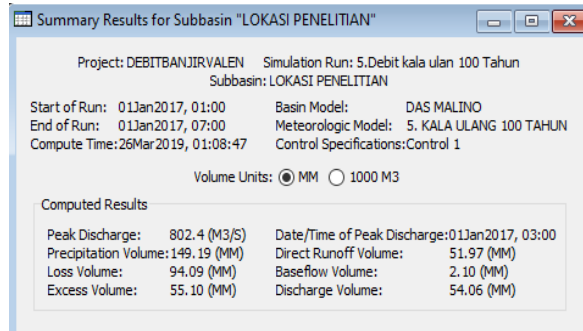 Summary Results for Subbasin "LOKASI PENELITIAN"
Project: DEBITBANJIRVALEN Simulation Run: 5.Debit kala ulan 100 Tahun
Subbasin: LOKASI PENELITIAN
Start of Run: 01Jan2017, 01:00 Basin Model: DAS MALINO
End of Run: 01Jan2017, 07:00 Meteorologic Model: 5. KALA ULANG 100 TAHUN
Compute Time:26Mar2019, 01:08:47 Control Specifications:Control 1
Volume Units: MM 1000 M3
Computed Results
Peak Discharge: 802.4 (M3/S) Date/Time of Peak Discharge:01Jan2017, 03:00
Precipitation Volume:149.19 (MM) Direct Runoff Volume: 51.97 (MM)
Loss Volume: 94.09 (MM) Baseflow Volume: 2.10 (MM)
Excess Volume: 55.10 (MM) Discharge Volume: 54.06 (MM)